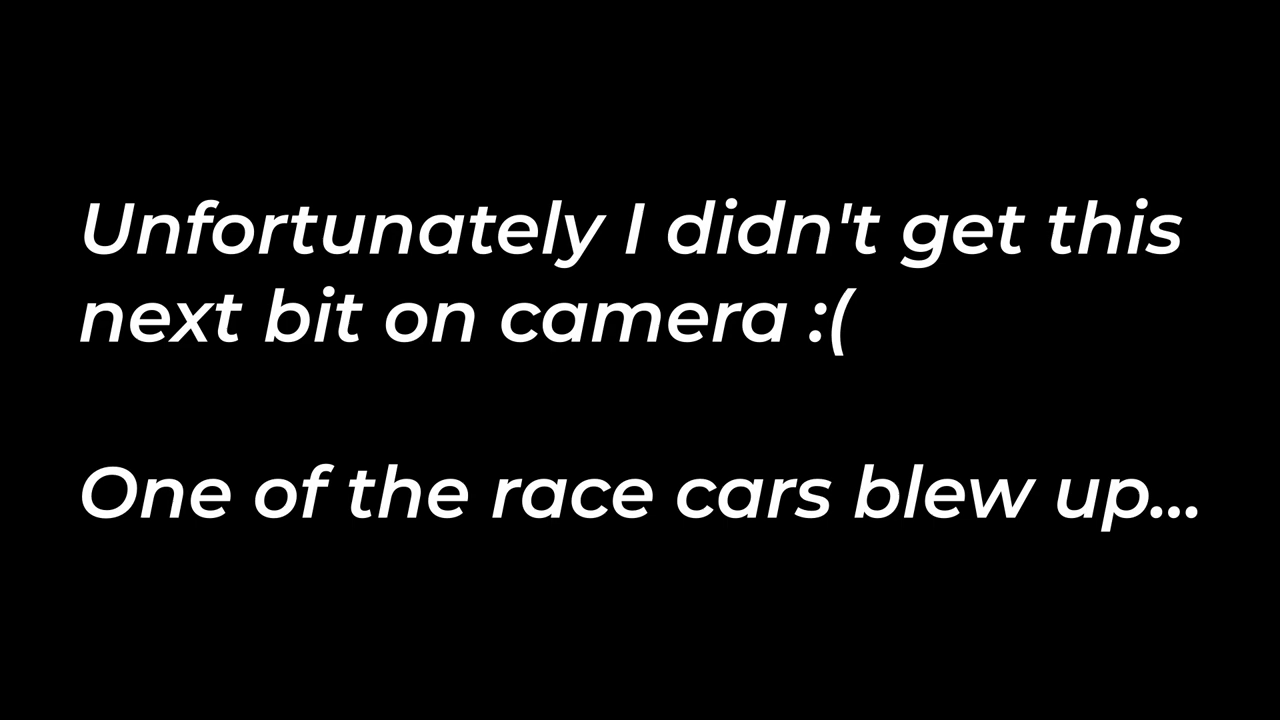 Unfortunately I didn't get this
next bit on camera :(
One of the race cars blew up...